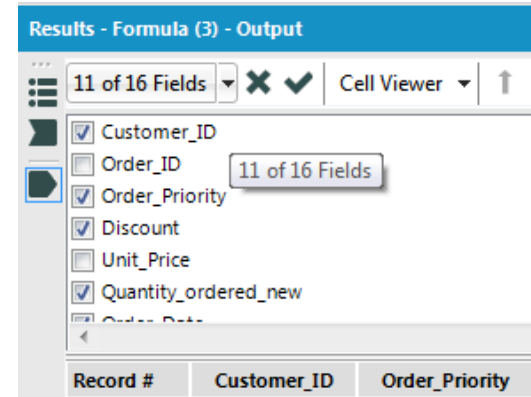 Results - Formula (3) - Output
11 of 16 Fields Cell Viewer
Customer_ID
Order_ID
11 of 16 Fields
Order_Priority
Discount
Unit_Price
Quantity_ordered_new
Order_Date
Record # Customer_ID Order_Priority